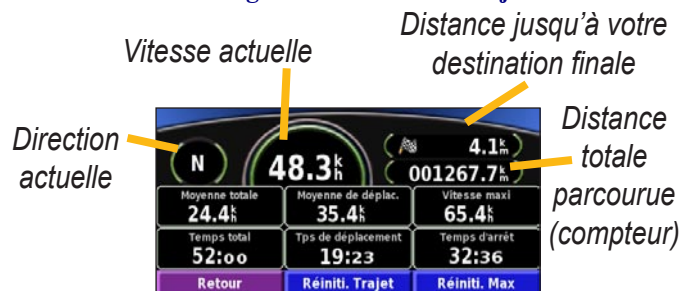 Distance jusqu'à votre
destination finale
Vitesse actuelle
Direction
actuelle
Distance
totale
parcourue
(compteur)
N
48.3 k/h
4.1 km
001267.7 km
Moyenne totale
24.4 k/h
Moyenne de déplac.
35.4 k/h
Vitesse maxi
65.4 k/h
Temps total
52:00
Tps de déplacement
19:23
Temps d'arrêt
32:36
Retour
Réiniti. Trajet
Réiniti. Max